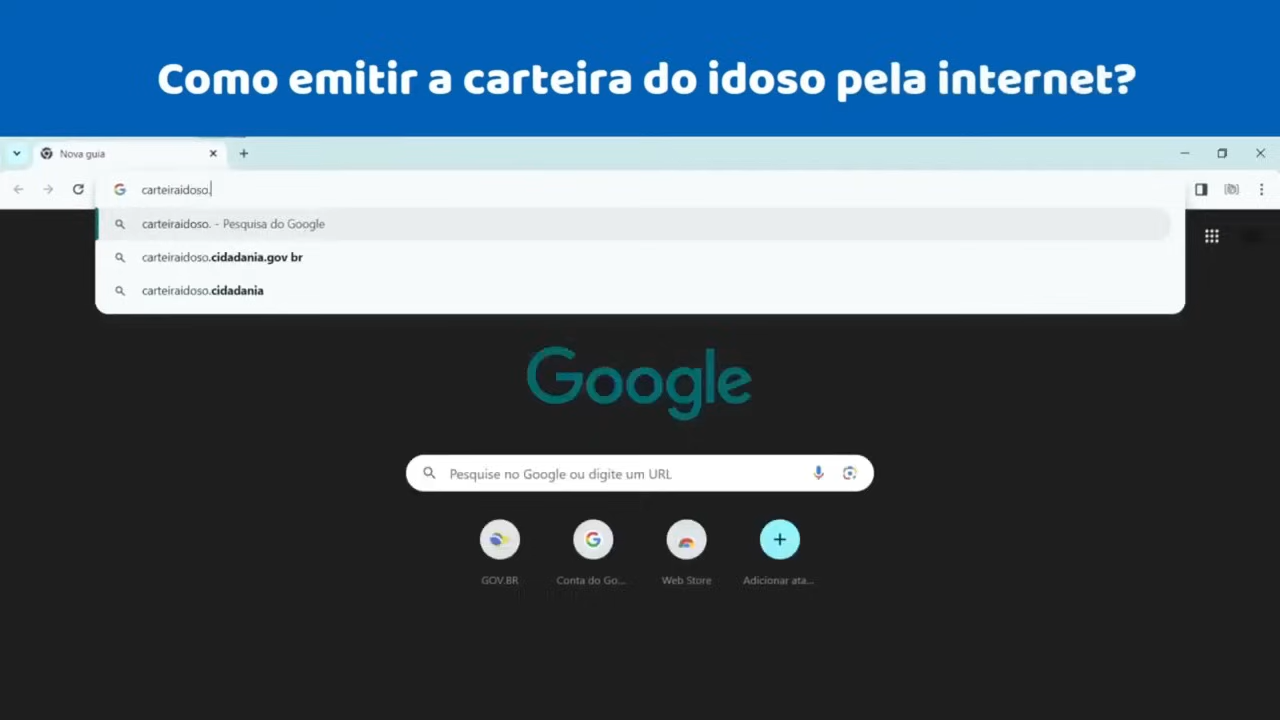 Como emitir a carteira do idoso pela internet?
Nova guia
carteiraidoso.
carteiraidoso. - Pesquisa do Google
carteiraidoso.cidadania.gov br
carteiraidoso.cidadania
Google
Pesquise no Google ou digite um URL
GOV.BR
Conta do Go...
Web Store
Adicionar ata...